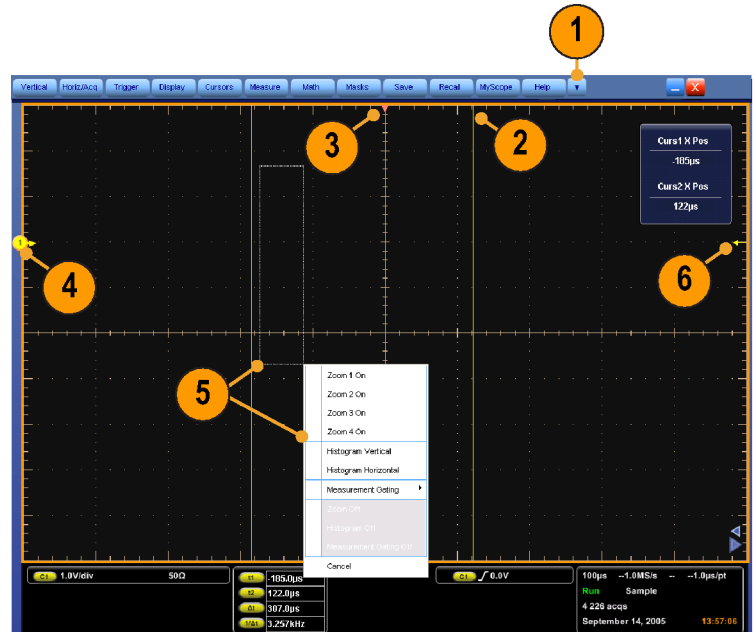 1
Vertical Horiz/Acq Trigger Display Cursors Measure Math Masks Save Recall MyScope Help
3
2
Curs1 X Pos
-185µs
Curs2 X Pos
122µs
1
4
6
5
Zoom 1 On
Zoom 2 On
Zoom 3 On
Zoom 4 On
Histogram Vertical
Histogram Horizontal
Measurement Gating
Zoom Off
Histogram Off
Measurement Gating Off
Cancel
C1 1.0V/div 50Ω
t1 -185.0µs
t2 122.0µs
Δt 307.0µs
1/Δt 3.257kHz
C1 0.0V
100µs --1.0MS/s -- --1.0µs/pt
Run Sample
4 226 acqs
September 14, 2005 13:57:06